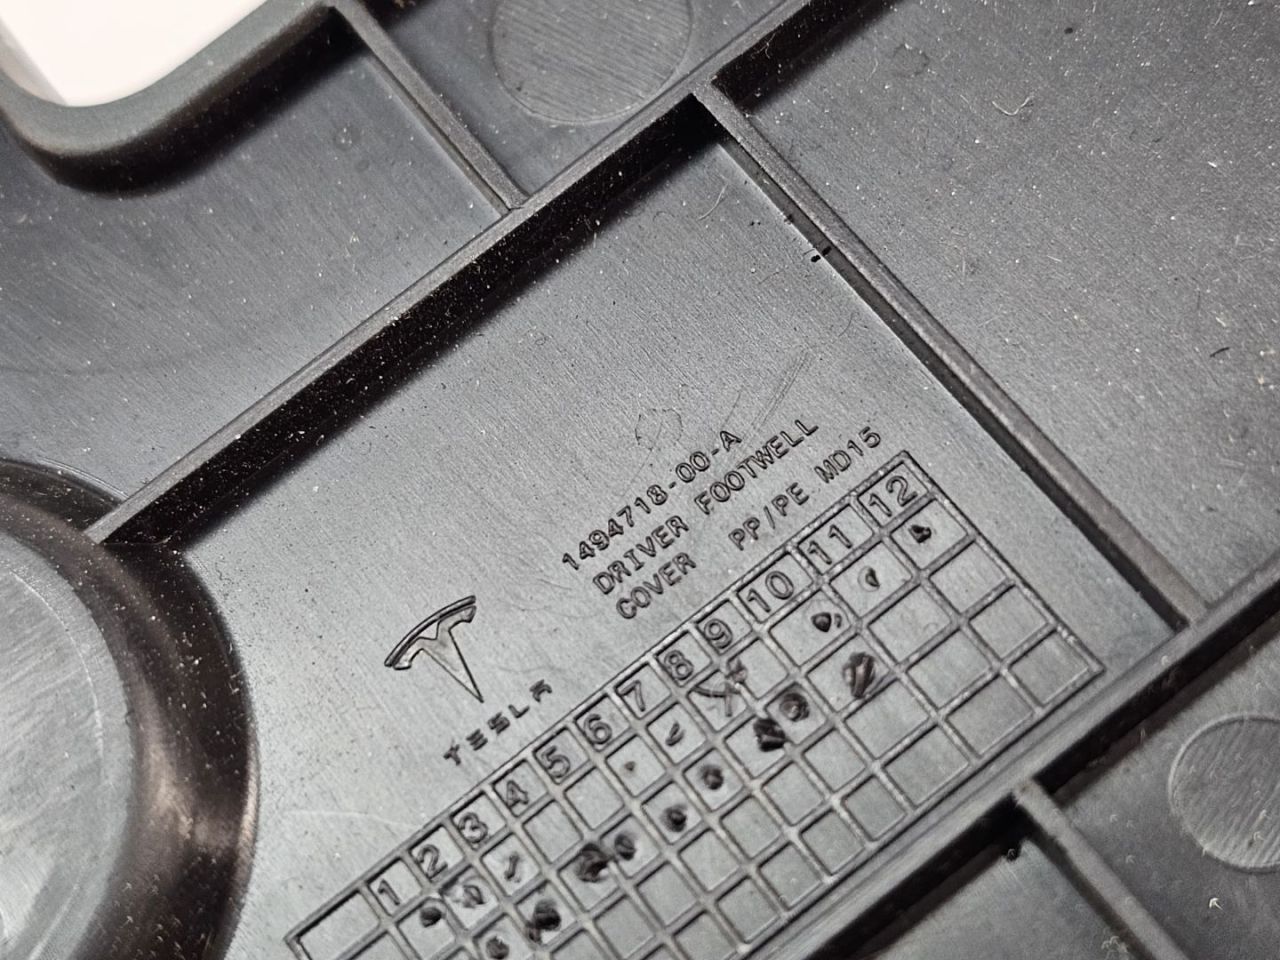 1494718-00-A
DRIVER FOOTWELL
COVER PP/PE MD15
TESLA
1 2 3 4 5 6 7 8 9 10 11 12